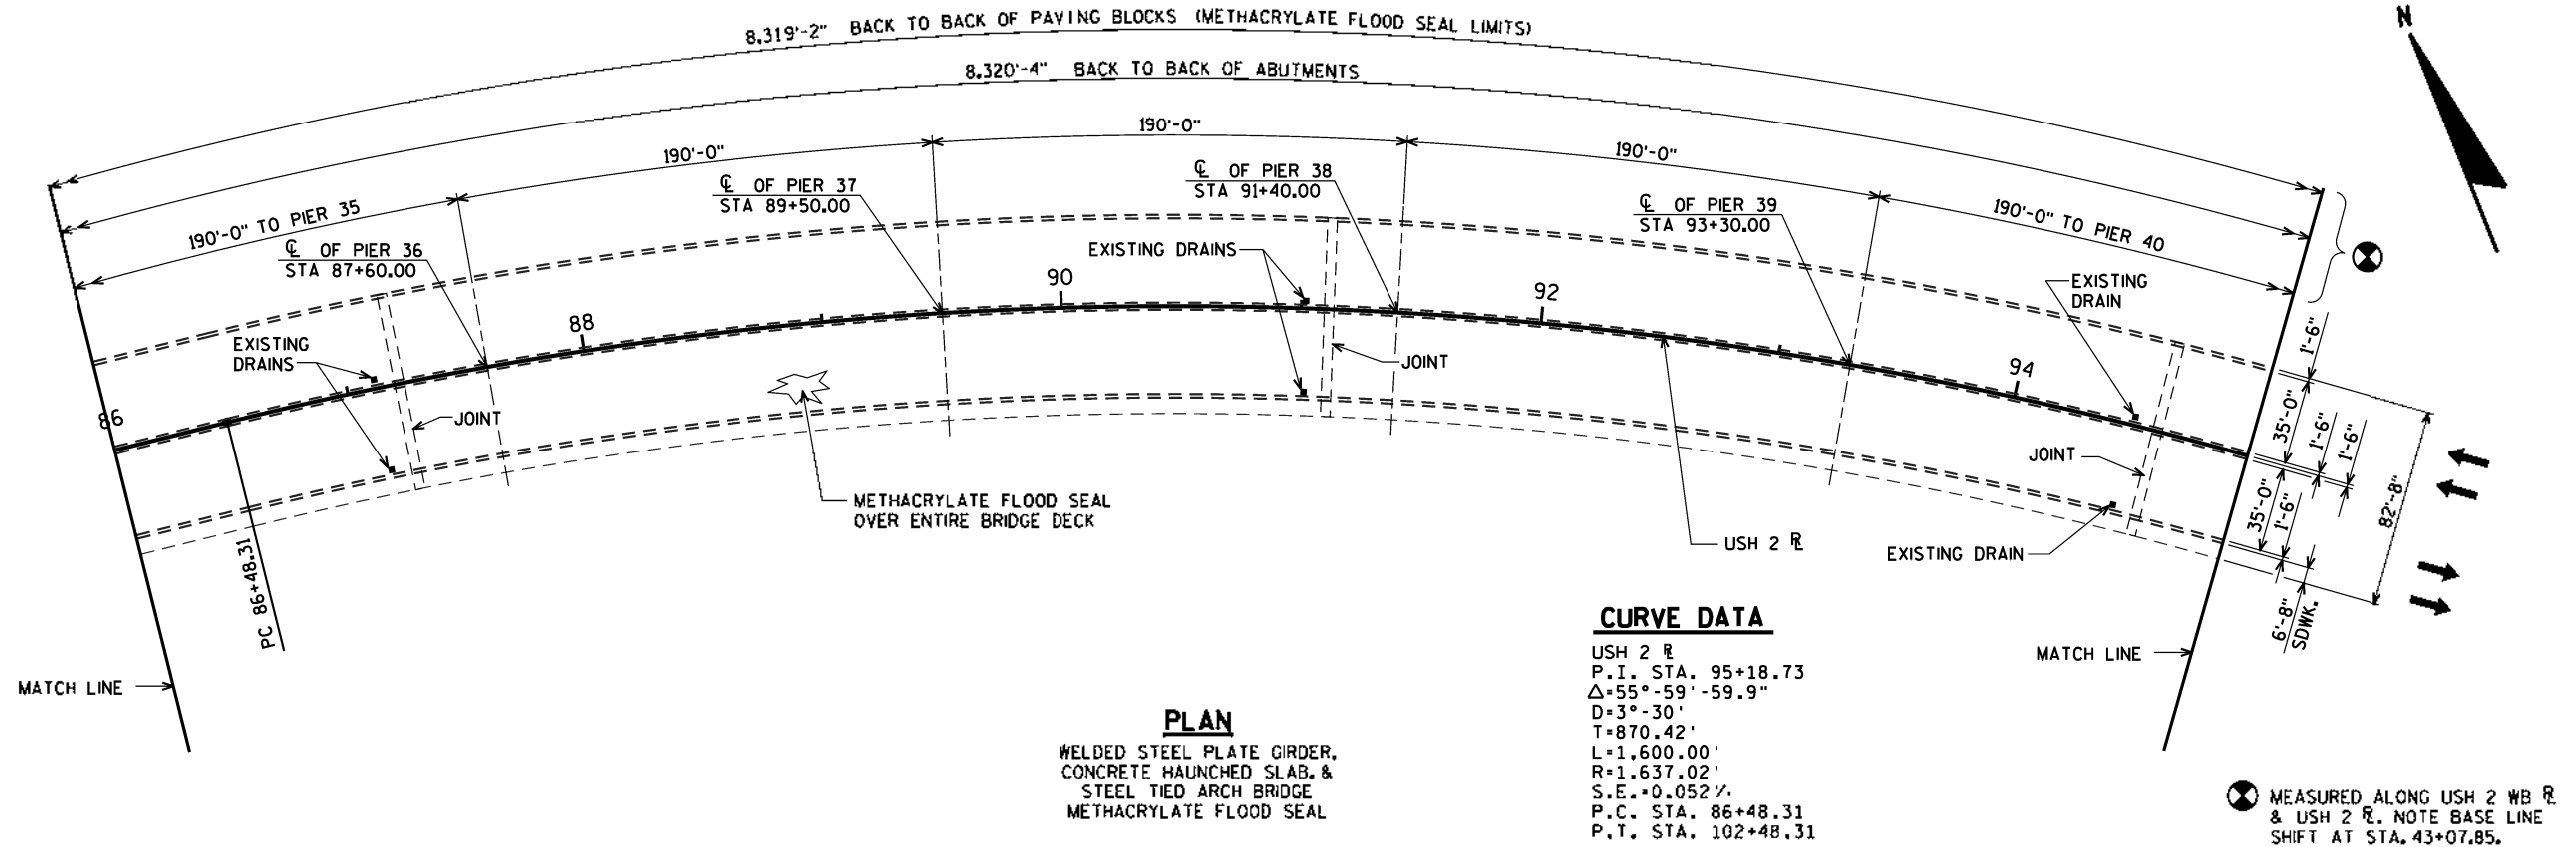 8,319'-2" BACK TO BACK OF PAVING BLOCKS (METHACRYLATE FLOOD SEAL LIMITS)
N
8,320'-4" BACK TO BACK OF ABUTMENTS
190'-0"
190'-0"
190'-0"
℄ OF PIER 38
STA 91+40.00
℄ OF PIER 37
STA 89+50.00
℄ OF PIER 39
STA 93+30.00
190'-0" TO PIER 35
190'-0" TO PIER 40
℄ OF PIER 36
STA 87+60.00
EXISTING DRAINS
EXISTING
DRAIN
90
92
88
94
86
EXISTING
DRAINS
JOINT
JOINT
JOINT
1'-6"
35'-0"
1'-6"
1'-6"
35'-0"
1'-6"
82'-8"
6'-8"
SDWK.
METHACRYLATE FLOOD SEAL
OVER ENTIRE BRIDGE DECK
USH 2 R̲L
EXISTING DRAIN
PC 86+48.31
MATCH LINE
MATCH LINE
CURVE DATA
USH 2 RL
P.I. STA. 95+18.73
△=55°-59'-59.9"
D=3°-30'
T=870.42'
L=1,600.00'
R=1,637.02'
S.E.=0.052%
P.C. STA. 86+48.31
P.T. STA. 102+48.31
PLAN
WELDED STEEL PLATE GIRDER,
CONCRETE HAUNCHED SLAB, &
STEEL TIED ARCH BRIDGE
METHACRYLATE FLOOD SEAL
MEASURED ALONG USH 2 WB RL
& USH 2 RL. NOTE BASE LINE
SHIFT AT STA. 43+07.85.